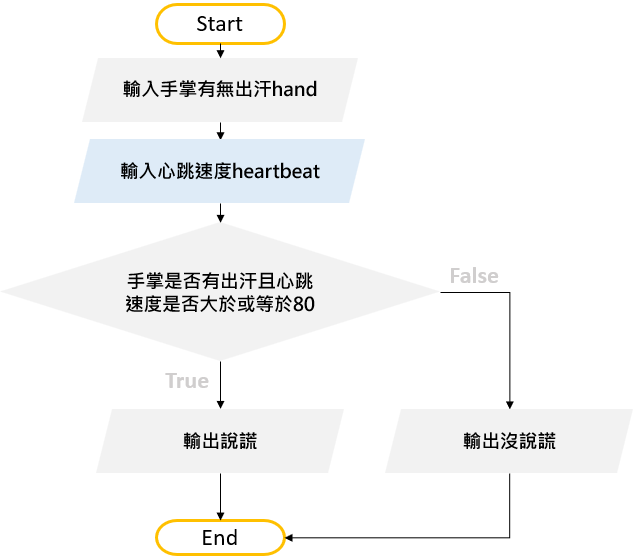 Start
輸入手掌有無出汗hand
輸入心跳速度heartbeat
手掌是否有出汗且心跳
速度是否大於或等於80
False
True
輸出說謊
輸出沒說謊
End